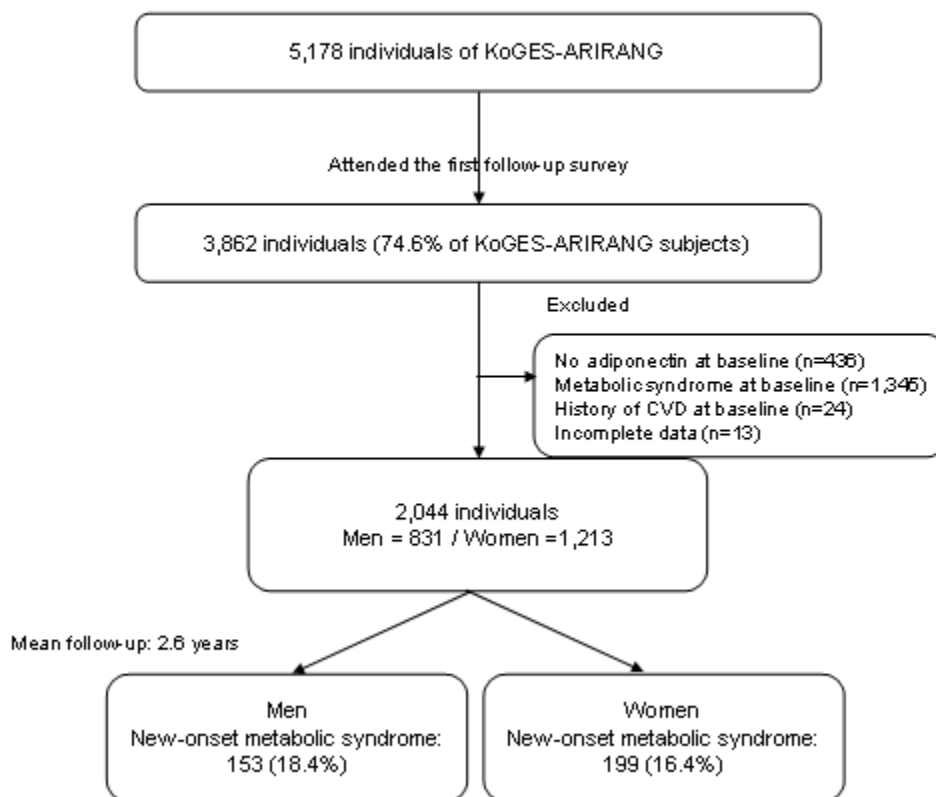 5,178 individuals of KoGES-ARIRANG
Attended the first follow-up survey
3,862 individuals (74.6% of KoGES-ARIRANG subjects)
Excluded
No adiponectin at baseline (n=436)
Metabolic syndrome at baseline (n=1,345)
History of CVD at baseline (n=24)
Incomplete data (n=13)
2,044 individuals
Men = 831 / Women =1,213
Mean follow-up: 2.6 years
Men
New-onset metabolic syndrome:
153 (18.4%)
Women
New-onset metabolic syndrome:
199 (16.4%)